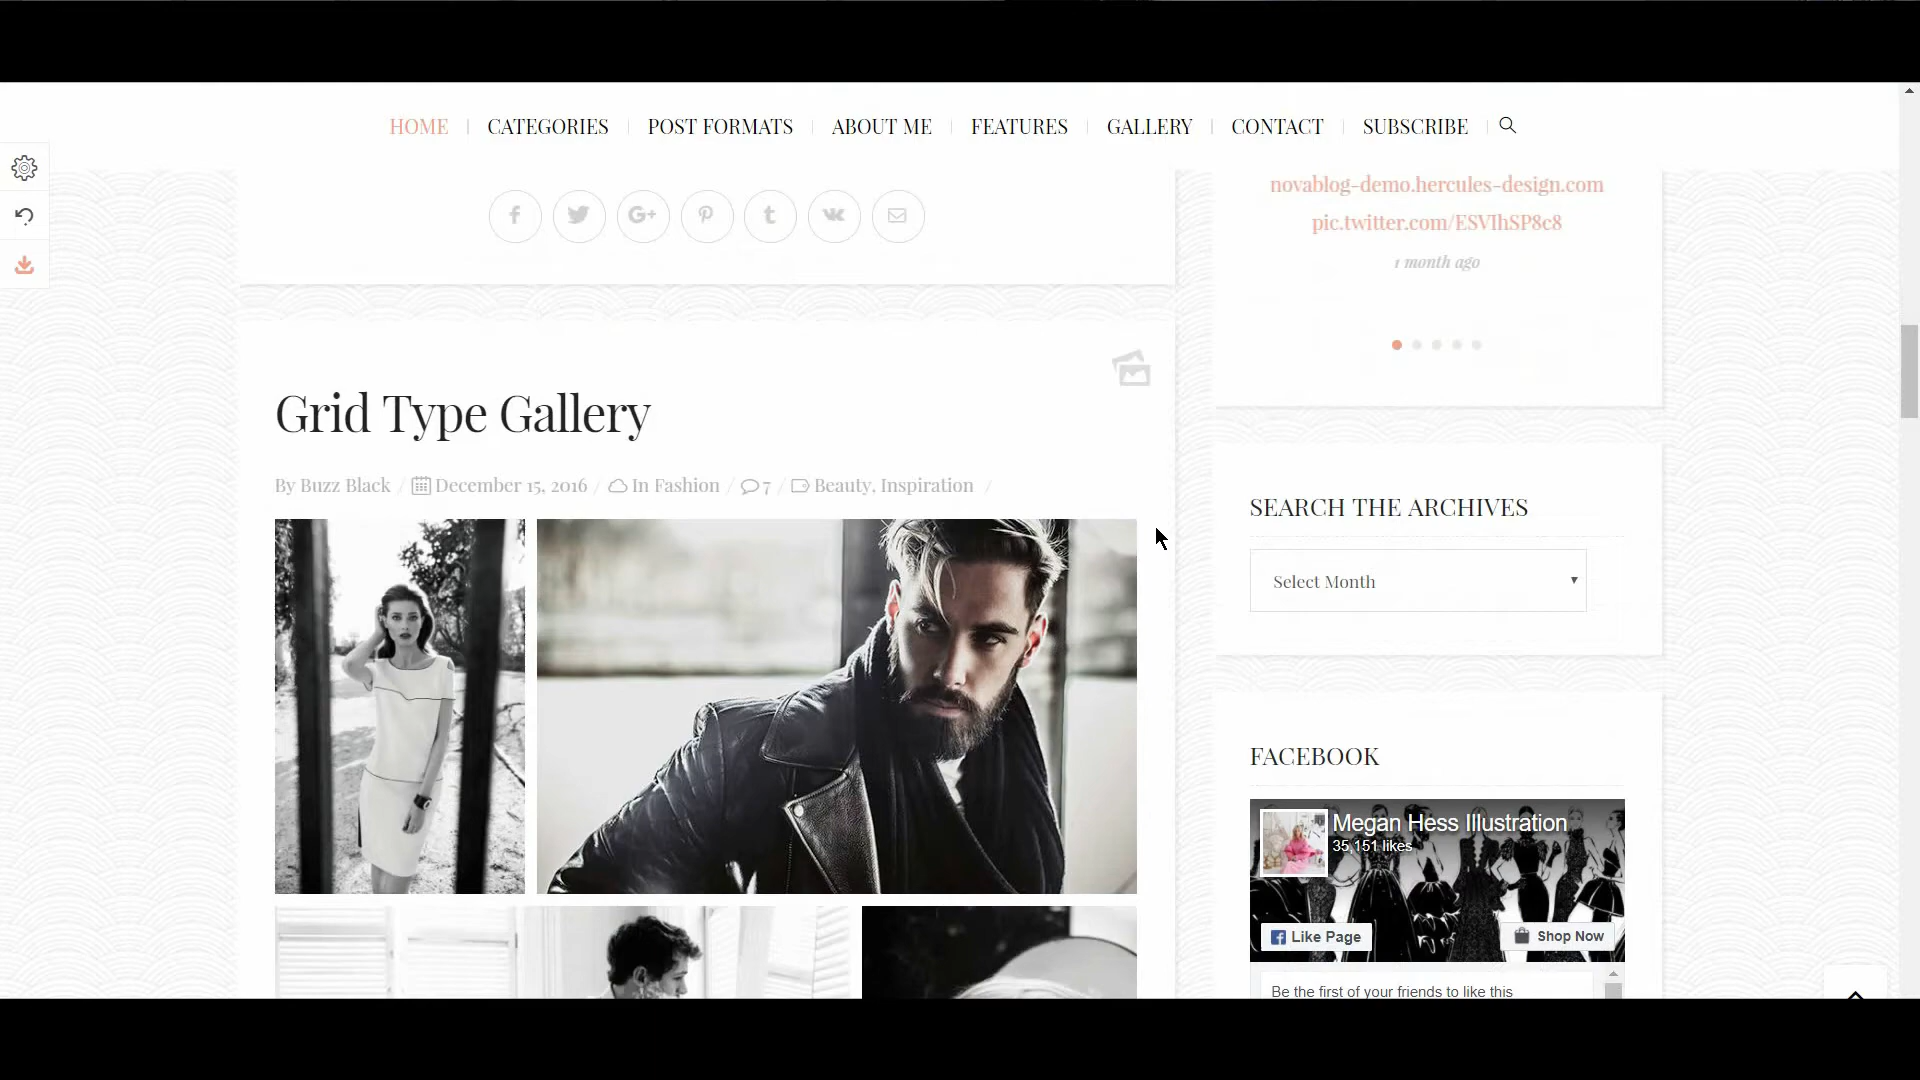 HOME
CATEGORIES
POST FORMATS
ABOUT ME
FEATURES
GALLERY
CONTACT
SUBSCRIBE
novablog-demo.hercules-design.com
pic.twitter.com/ESVIhSP8c8
1 month ago
Grid Type Gallery
By Buzz Black / December 15, 2016 / In Fashion / 7 / Beauty, Inspiration /
SEARCH THE ARCHIVES
Select Month
FACEBOOK
Megan Hess Illustration
35,151 likes
Like Page
Shop Now
Be the first of your friends to like this